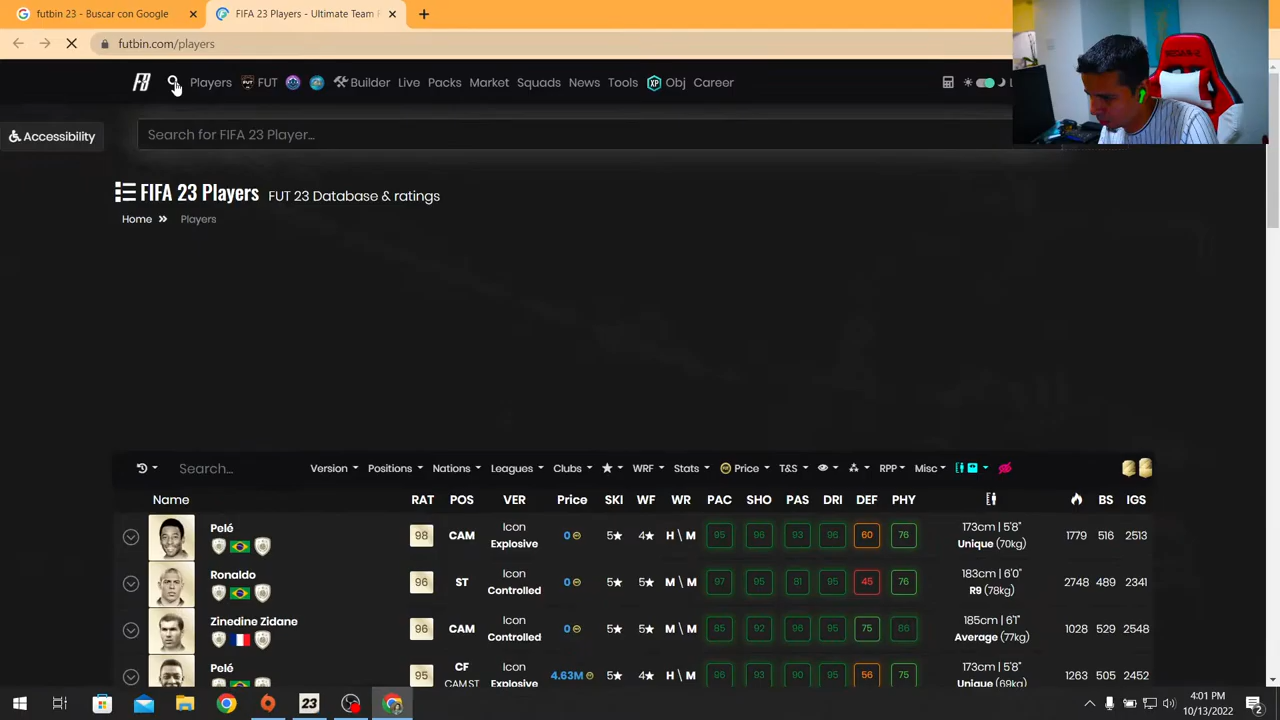 futbin 23 - Buscar con Google
FIFA 23 Players - Ultimate Team
futbin.com/players
Players FUT Builder Live Packs Market Squads News Tools XP Obj Career
Accessibility
Search for FIFA 23 Player...
FIFA 23 Players FUT 23 Database & ratings
Home » Players
Search... Version Positions Nations Leagues Clubs WRF Stats Price T&S RPP Misc
Name RAT POS VER Price SKI WF WR PAC SHO PAS DRI DEF PHY BS IGS
Pelé 98 CAM Icon Explosive 0 5★ 4★ H \ M 95 96 93 96 60 76 173cm | 5'8" Unique (70kg) 1779 516 2513
Ronaldo 96 ST Icon Controlled 0 5★ 5★ M \ M 97 95 81 95 45 76 183cm | 6'0" R9 (78kg) 2748 489 2341
Zinedine Zidane 96 CAM Icon Controlled 0 5★ 5★ M \ M 85 92 96 95 75 86 185cm | 6'1" Average (77kg) 1028 529 2548
Pelé 95 CF CAM ST Icon Explosive 4.63M 5★ 4★ H \ M 96 93 90 95 56 75 173cm | 5'8" Unique (69kg) 1263 505 2452
23
4:01 PM
10/13/2022
2